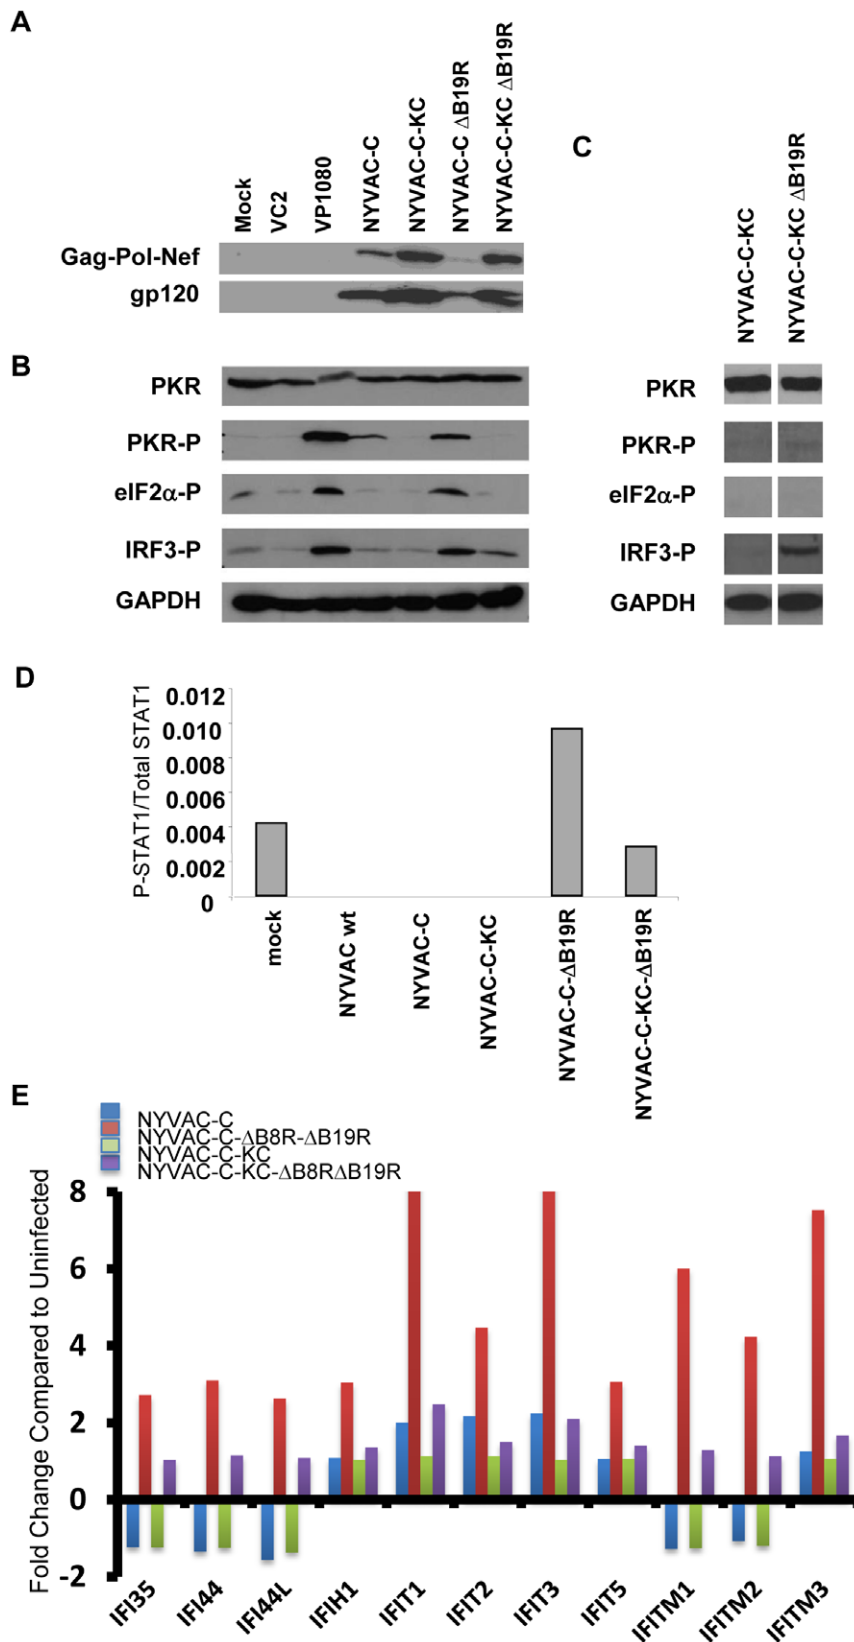 A
Mock
VC2
VP1080
NYVAC-C
NYVAC-C-KC
NYVAC-C ΔB19R
NYVAC-C-KC ΔB19R
Gag-Pol-Nef
gp120
B
PKR
PKR-P
eIF2α-P
IRF3-P
GAPDH
C
NYVAC-C-KC
NYVAC-C-KC ΔB19R
PKR
PKR-P
eIF2α-P
IRF3-P
GAPDH
D
P-STAT1/Total STAT1
0.012
0.010
0.008
0.006
0.004
0.002
0
mock
NYVAC wt
NYVAC-C
NYVAC-C-KC
NYVAC-C-ΔB19R
NYVAC-C-KC-ΔB19R
E
NYVAC-C
NYVAC-C-ΔB8R-ΔB19R
NYVAC-C-KC
NYVAC-C-KC-ΔB8RΔB19R
Fold Change Compared to Uninfected
8
6
4
2
0
-2
IFI35
IFI44
IFI44L
IFIH1
IFIT1
IFIT2
IFIT3
IFIT5
IFITM1
IFITM2
IFITM3